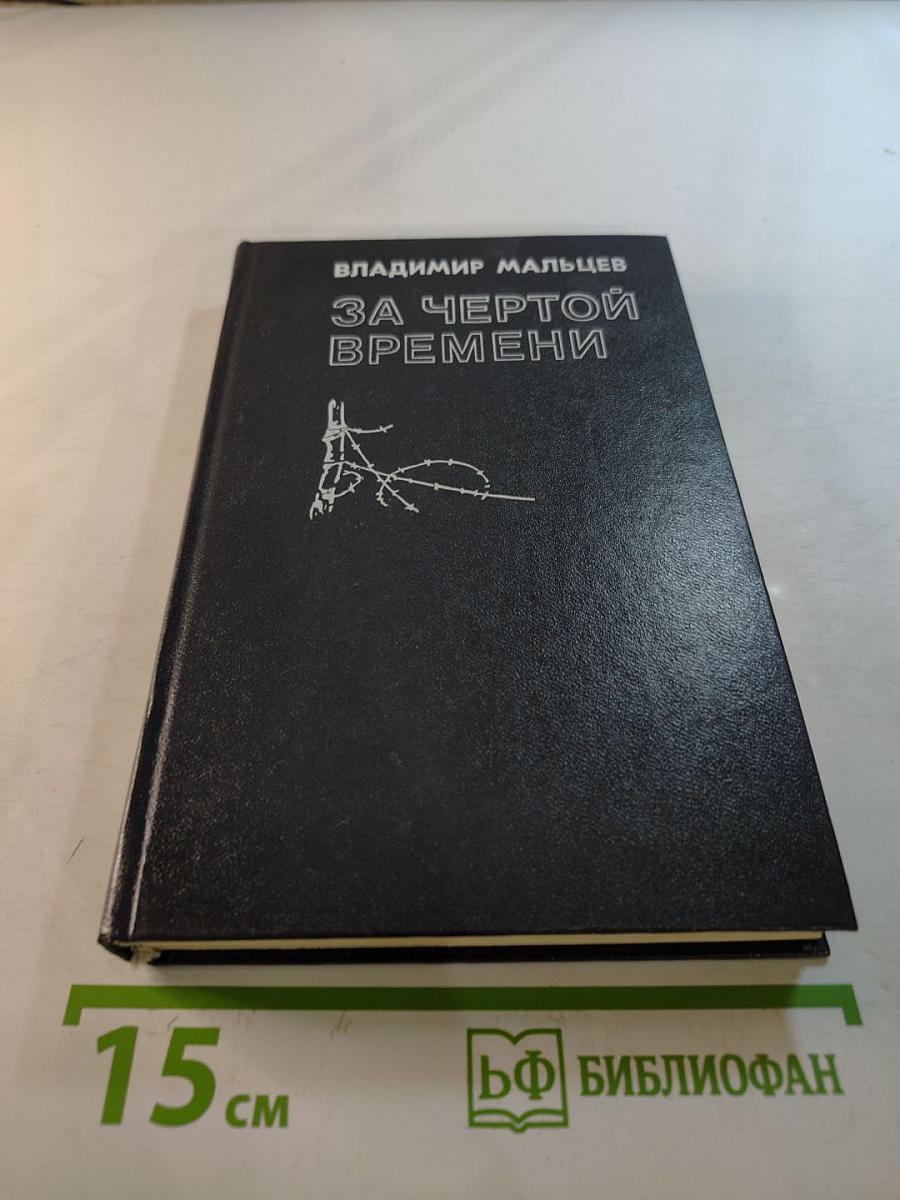 ВЛАДИМИР МАЛЬЦЕВ
ЗА ЧЕРТОЙ
ВРЕМЕНИ
15 см
ЬФ БИБЛИОФАН